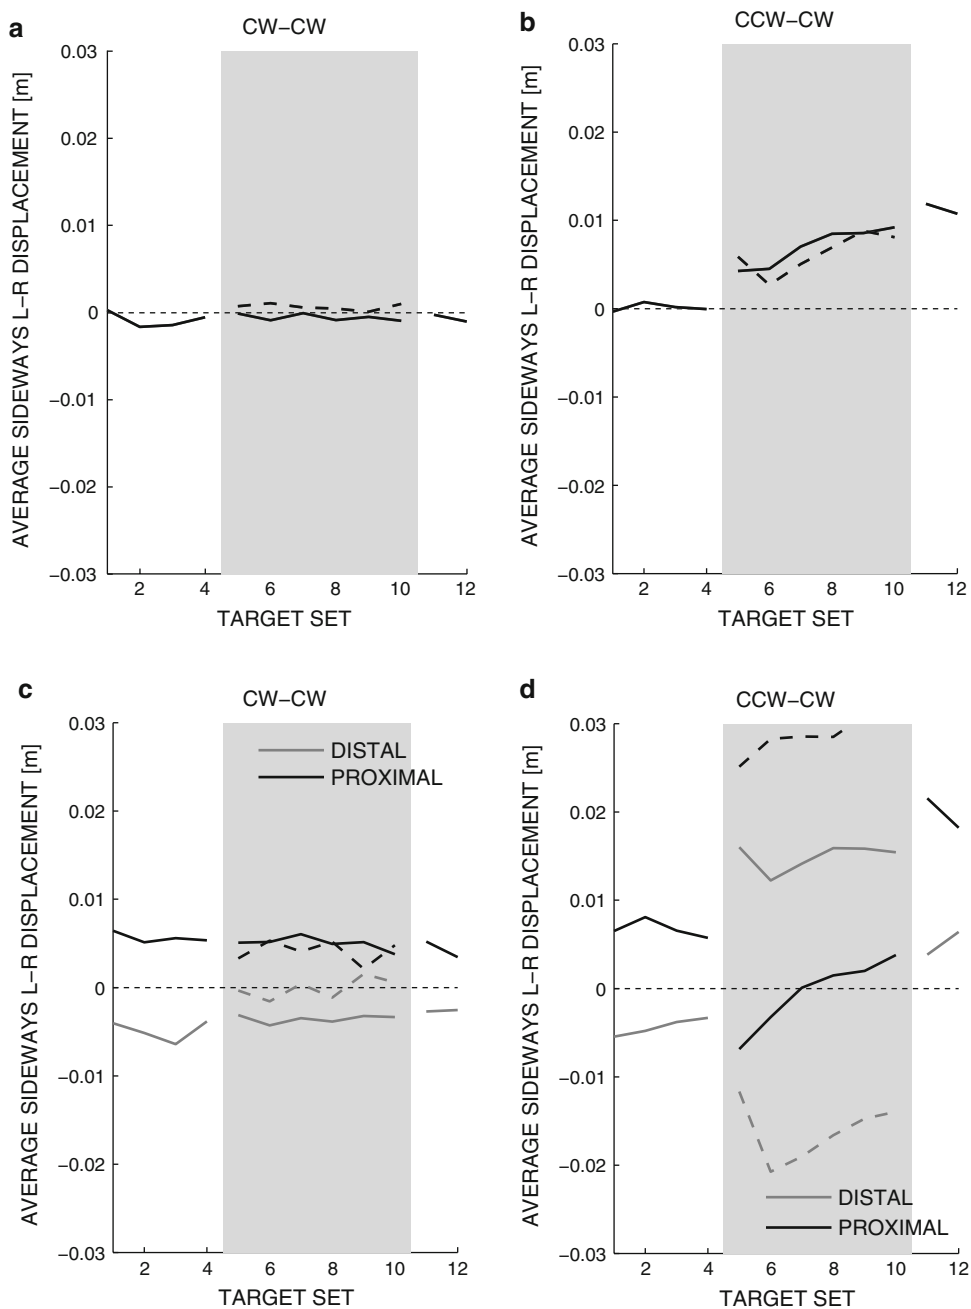 a
CW–CW
AVERAGE SIDEWAYS L–R DISPLACEMENT [m]
0.03
0.02
0.01
0
−0.01
−0.02
−0.03
2 4 6 8 10 12
TARGET SET
b
CCW–CW
AVERAGE SIDEWAYS L–R DISPLACEMENT [m]
0.03
0.02
0.01
0
−0.01
−0.02
−0.03
2 4 6 8 10 12
TARGET SET
c
CW–CW
AVERAGE SIDEWAYS L–R DISPLACEMENT [m]
0.03
0.02
0.01
0
−0.01
−0.02
−0.03
DISTAL
PROXIMAL
2 4 6 8 10 12
TARGET SET
d
CCW–CW
AVERAGE SIDEWAYS L–R DISPLACEMENT [m]
0.03
0.02
0.01
0
−0.01
−0.02
−0.03
DISTAL
PROXIMAL
2 4 6 8 10 12
TARGET SET